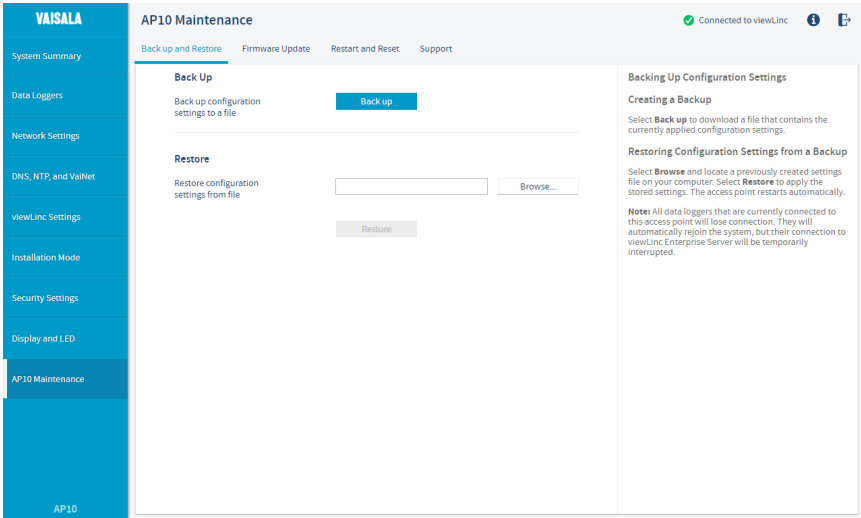 VAISALA
System Summary
Data Loggers
Network Settings
DNS, NTP, and VaiNet
viewLinc Settings
Installation Mode
Security Settings
Display and LED
AP10 Maintenance
AP10
AP10 Maintenance
Connected to viewLinc
Back up and Restore
Firmware Update
Restart and Reset
Support
Back Up
Back up configuration
settings to a file
Back up
Restore
Restore configuration
settings from file
Browse...
Restore
Backing Up Configuration Settings
Creating a Backup
Select Back up to download a file that contains the
currently applied configuration settings.
Restoring Configuration Settings from a Backup
Select Browse and locate a previously created settings
file on your computer. Select Restore to apply the
stored settings. The access point restarts automatically.
Note: All data loggers that are currently connected to
this access point will lose connection. They will
automatically rejoin the system, but their connection to
viewLinc Enterprise Server will be temporarily
interrupted.